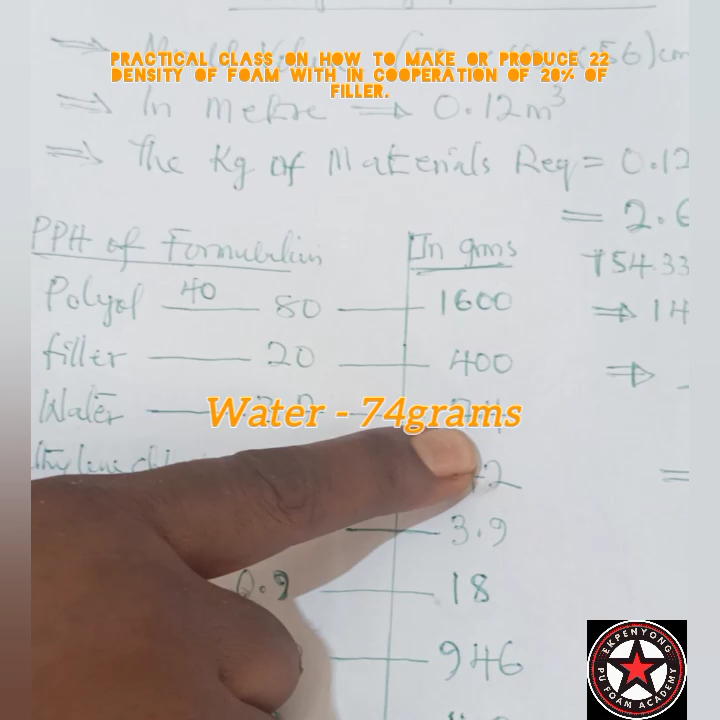 PRACTICAL CLASS ON HOW TO MAKE OR PRODUCE 22
DENSITY OF FOAM WITH IN COOPERATION OF 20% OF
FILLER.
56) cm
⇒ In metre ⇒ 0.12m³
⇒ The Kg of Materials Req = 0.12
= 2.6
PPH of Formulation In gms
154.33
Polyol 40 80 1600
⇒ 14
filler 20 400
⇒
Water
Water - 74grams
3.9
0.9 18
946
EKPENYONG
PU FOAM ACADEMY